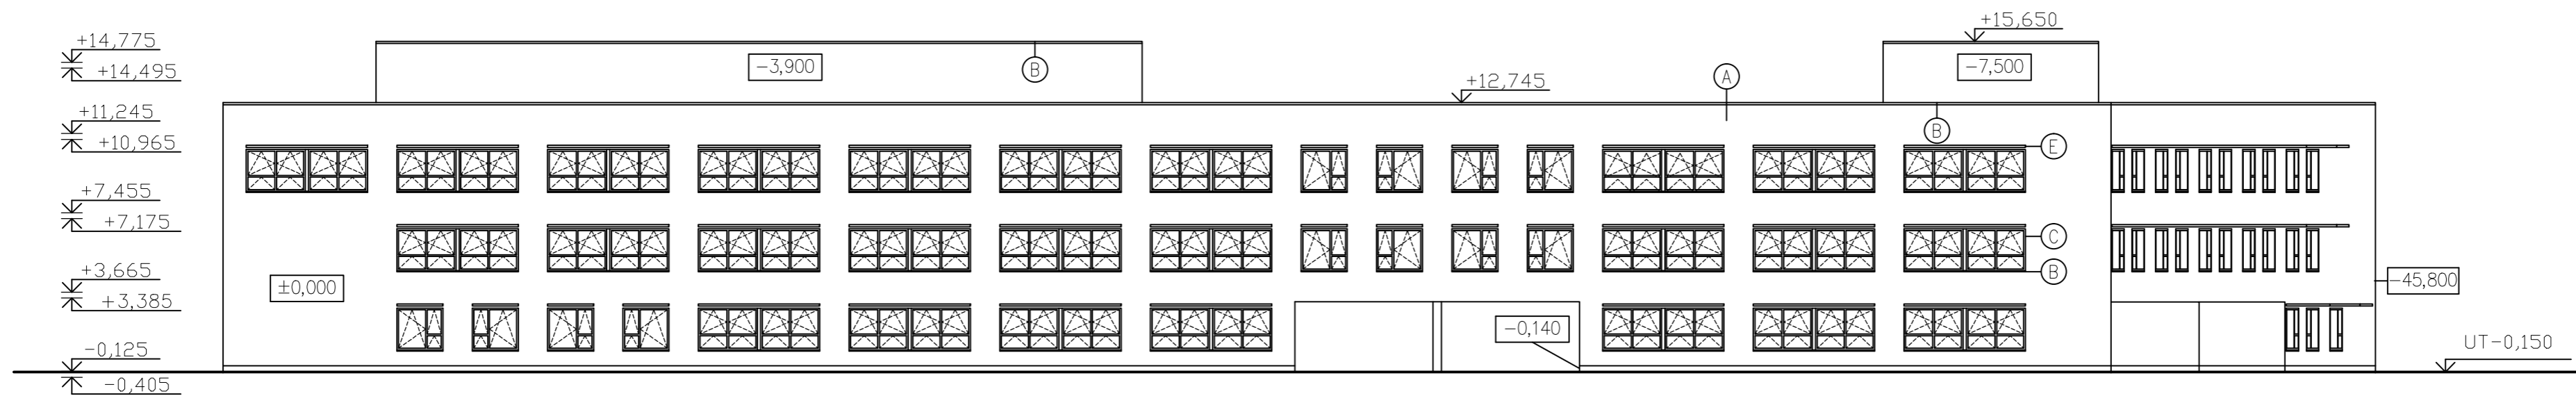 +15,650
+14,775
-3,900
B
-7,500
+14,495
A
+12,745
+11,245
B
+10,965
E
+7,455
+7,175
C
+3,665
B
±0,000
-45,800
+3,385
-0,140
-0,125
UT-0,150
-0,405